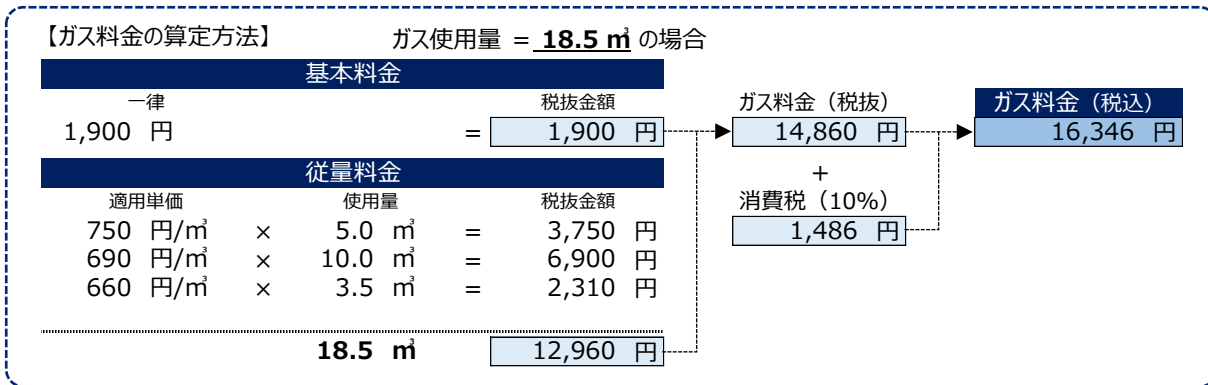 【ガス料金の算定方法】 ガス使用量 = 18.5 ㎥ の場合
基本料金
一律 税抜金額
1,900 円 = 1,900 円
従量料金
適用単価 使用量 税抜金額
750 円/㎥ × 5.0 ㎥ = 3,750 円
690 円/㎥ × 10.0 ㎥ = 6,900 円
660 円/㎥ × 3.5 ㎥ = 2,310 円
18.5 ㎥ 12,960 円
ガス料金（税抜）
14,860 円
+
消費税（10%）
1,486 円
ガス料金（税込）
16,346 円